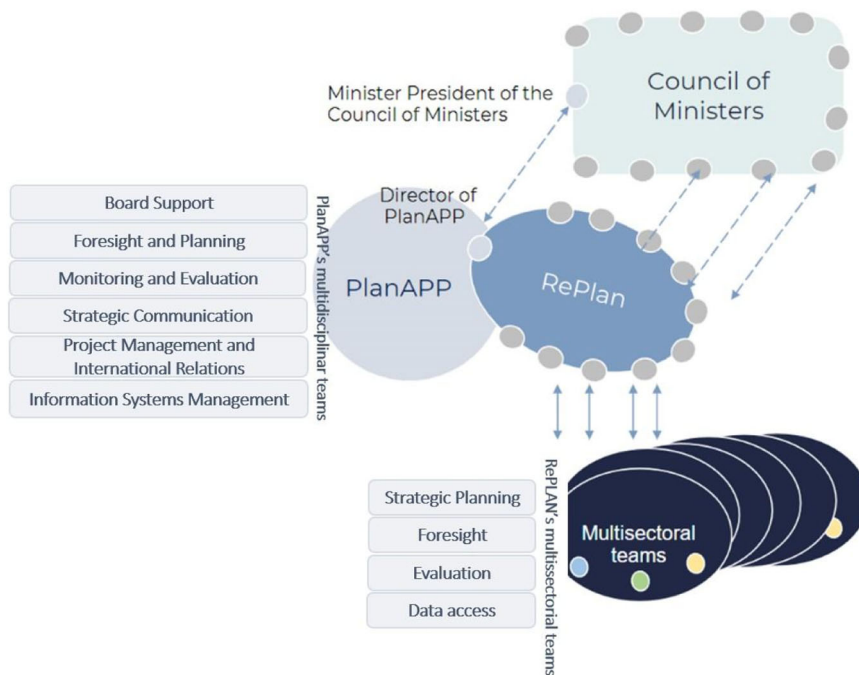 Council of
Ministers
Minister President of the
Council of Ministers
Director of
PlanAPP
PlanAPP
RePlan
Board Support
Foresight and Planning
Monitoring and Evaluation
Strategic Communication
Project Management and
International Relations
Information Systems Management
PlanAPP's multidisciplinar teams
Strategic Planning
Foresight
Evaluation
Data access
RePLAN's multissectorial teams
Multisectoral
teams